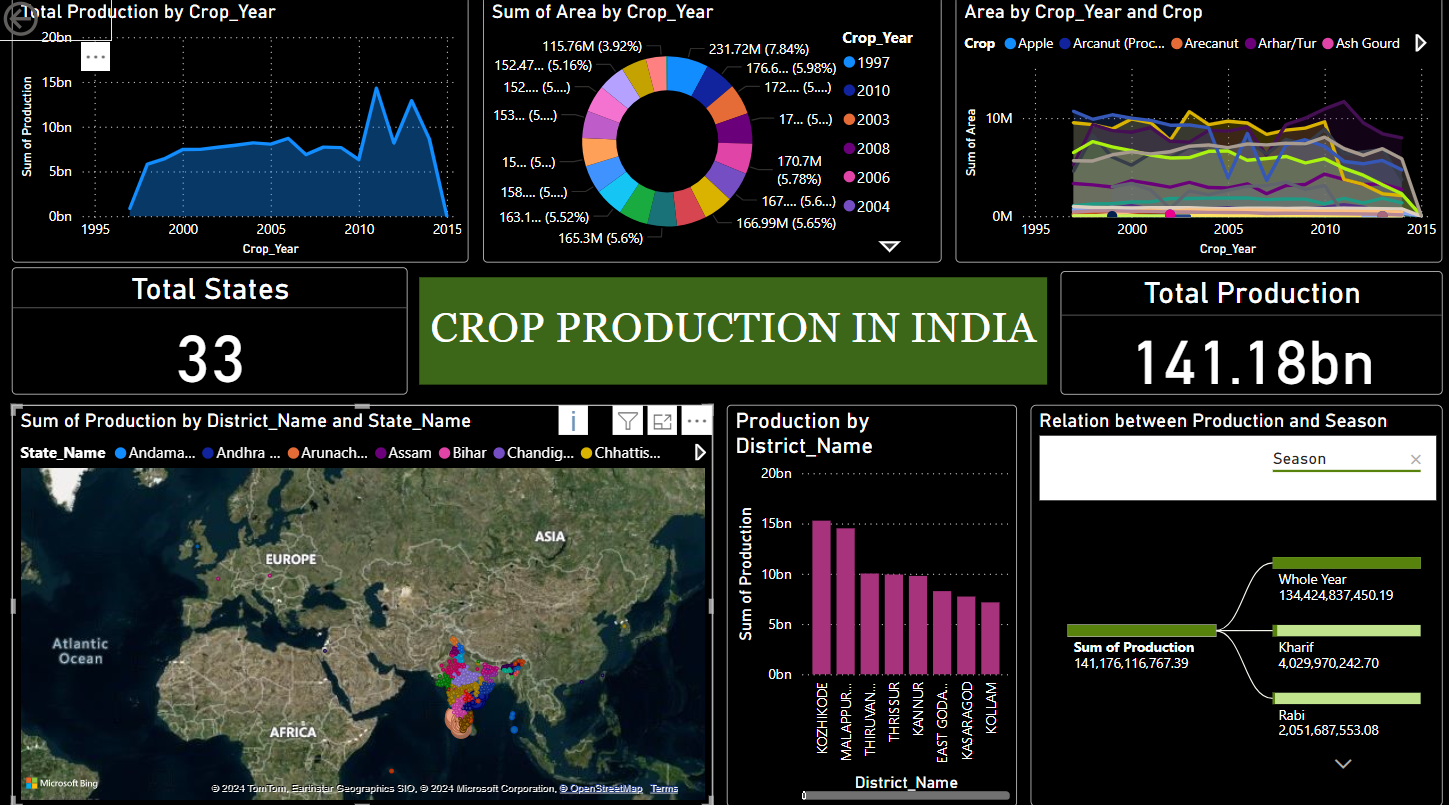 Total Production by Crop_Year
20bn
15bn
10bn
5bn
0bn
1995
2000
2005
2010
2015
Sum of Production
Crop_Year
Sum of Area by Crop_Year
115.76M (3.92%)
231.72M (7.84%)
152.47... (5.16%)
176.6... (5.98%)
152.... (5....)
172.... (5....)
153... (5...)
17... (5...)
15... (5...)
170.7M
(5.78%)
158.... (5....)
167.... (5.6...)
163.1... (5.52%)
166.99M (5.65%)
165.3M (5.6%)
Crop_Year
1997
2010
2003
2008
2006
2004
Area by Crop_Year and Crop
Crop Apple Arcanut (Proc... Arecanut Arhar/Tur Ash Gourd
10M
0M
1995
2000
2005
2010
2015
Sum of Area
Crop_Year
Total States
33
CROP PRODUCTION IN INDIA
Total Production
141.18bn
Sum of Production by District_Name and State_Name
State_Name Andama... Andhra ... Arunach... Assam Bihar Chandig... Chhattis...
ASIA
EUROPE
Atlantic
Ocean
AFRICA
Microsoft Bing
© 2024 TomTom, Earthstar Geographics SIO, © 2024 Microsoft Corporation, © OpenStreetMap Terms
Production by
District_Name
20bn
15bn
10bn
5bn
0bn
Sum of Production
KOZHIKODE
MALAPPUR...
THIRUVAN...
THRISSUR
KANNUR
EAST GODA...
KASARAGOD
KOLLAM
District_Name
Relation between Production and Season
Season
Whole Year
134,424,837,450.19
Sum of Production
141,176,116,767.39
Kharif
4,029,970,242.70
Rabi
2,051,687,553.08